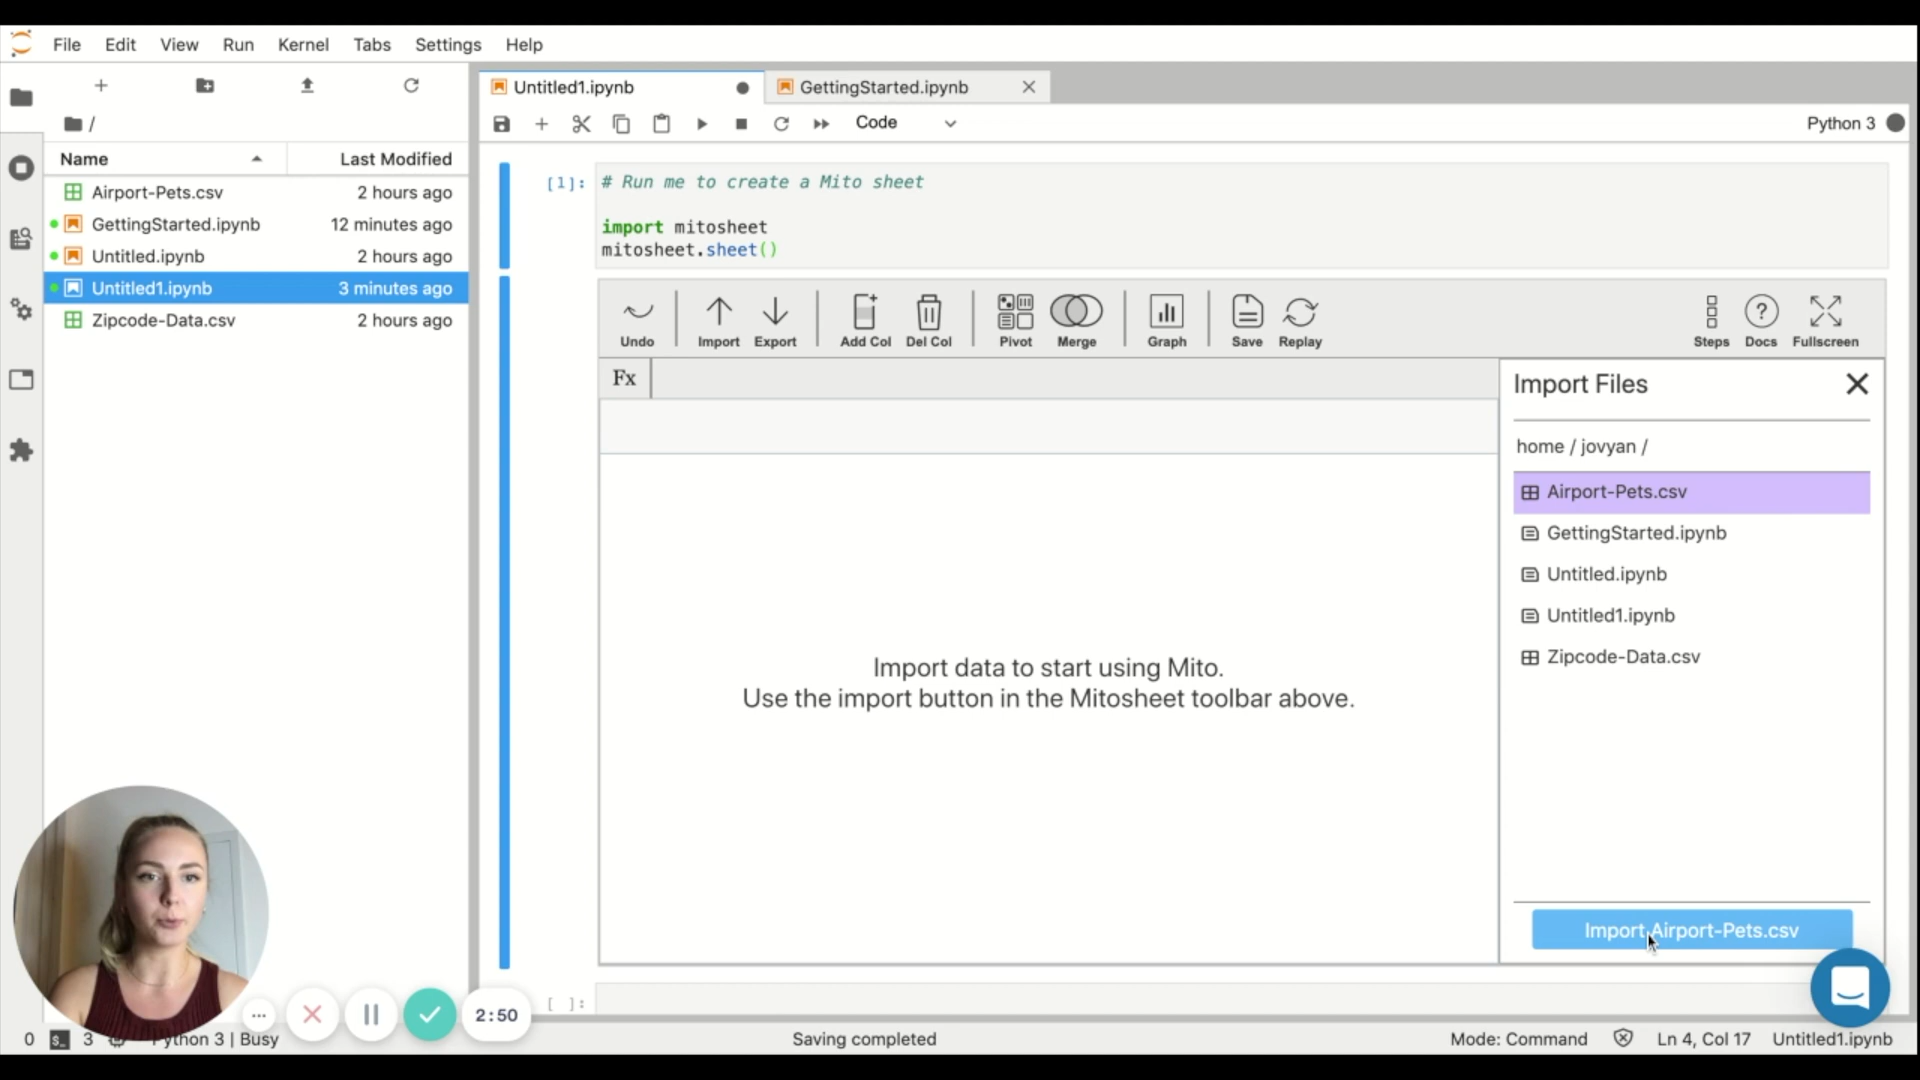 File Edit View Run Kernel Tabs Settings Help
/
Name Last Modified
Airport-Pets.csv 2 hours ago
GettingStarted.ipynb 12 minutes ago
Untitled.ipynb 2 hours ago
Untitled1.ipynb 3 minutes ago
Zipcode-Data.csv 2 hours ago
Untitled1.ipynb GettingStarted.ipynb
Code Python 3
[1]: # Run me to create a Mito sheet
import mitosheet
mitosheet.sheet()
Undo Import Export Add Col Del Col Pivot Merge Graph Save Replay Steps Docs Fullscreen
Fx
Import data to start using Mito.
Use the import button in the Mitosheet toolbar above.
Import Files
home / jovyan /
Airport-Pets.csv
GettingStarted.ipynb
Untitled.ipynb
Untitled1.ipynb
Zipcode-Data.csv
Import Airport-Pets.csv
[ ]:
2:50
0 $_ 3 Python 3 | Busy Saving completed Mode: Command Ln 4, Col 17 Untitled1.ipynb